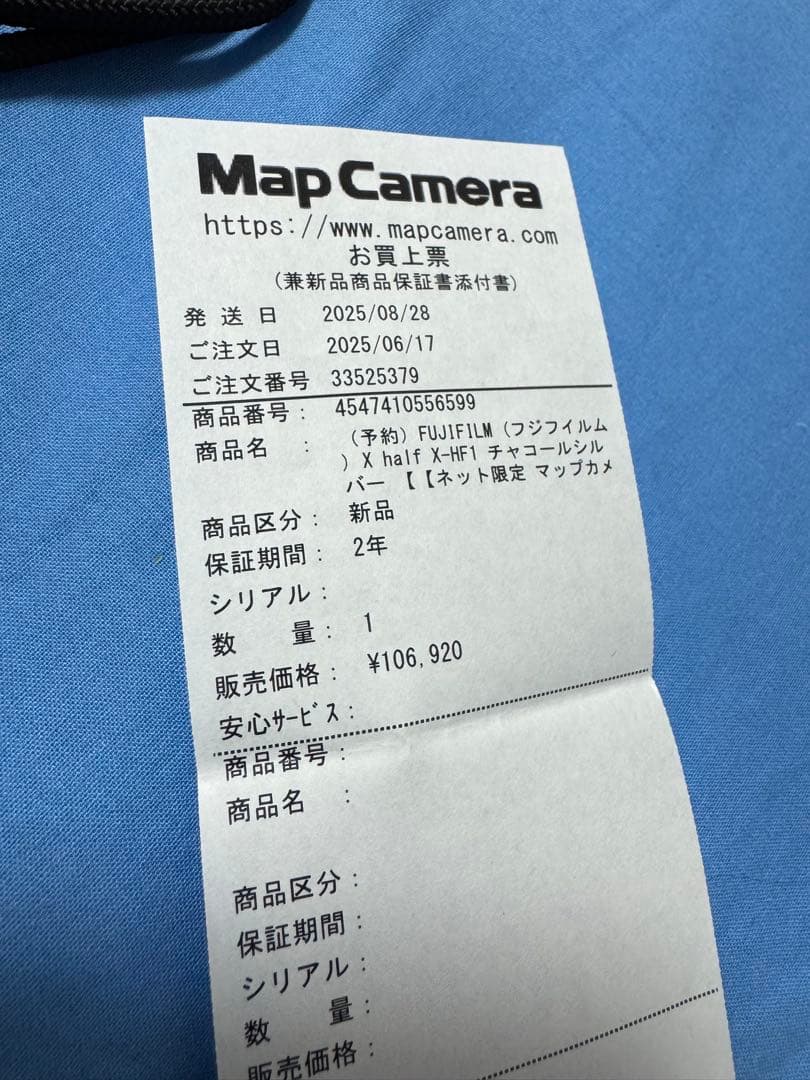 Map Camera
https://www.mapcamera.com
お買上票
(兼新品商品保証書添付書)
発 送 日 2025/08/28
ご注文日 2025/06/17
ご注文番号 33525379
商品番号: 4547410556599
商品名 : (予約) FUJIFILM (フジフイルム
) X half X-HF1 チャコールシル
バー 【【ネット限定 マップカメ
商品区分: 新品
保証期間: 2年
シリアル:
数 量: 1
販売価格: ¥106,920
安心ｻｰﾋﾞｽ:
商品番号:
商品名 :
商品区分:
保証期間:
シリアル:
数 量:
販売価格: